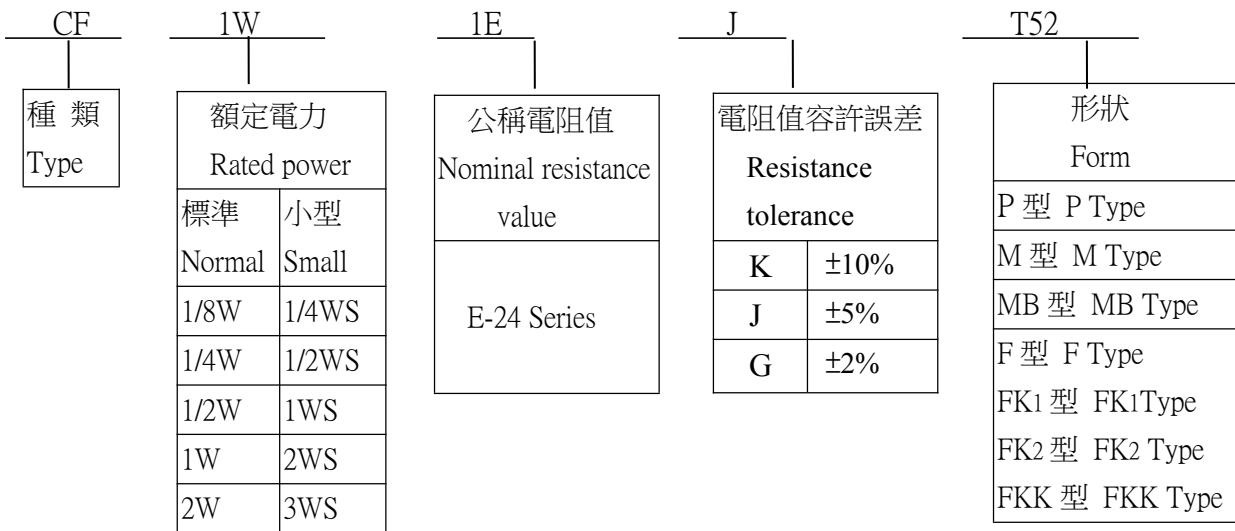 CF 1W 1E J T52
種 類
Type
額定電力
Rated power
標準 小型
Normal Small
1/8W 1/4WS
1/4W 1/2WS
1/2W 1WS
1W 2WS
2W 3WS
公稱電阻值
Nominal resistance
value
E-24 Series
電阻值容許誤差
Resistance
tolerance
K ±10%
J ±5%
G ±2%
形狀
Form
P 型 P Type
M 型 M Type
MB 型 MB Type
F 型 F Type
FK1 型 FK1Type
FK2 型 FK2 Type
FKK 型 FKK Type